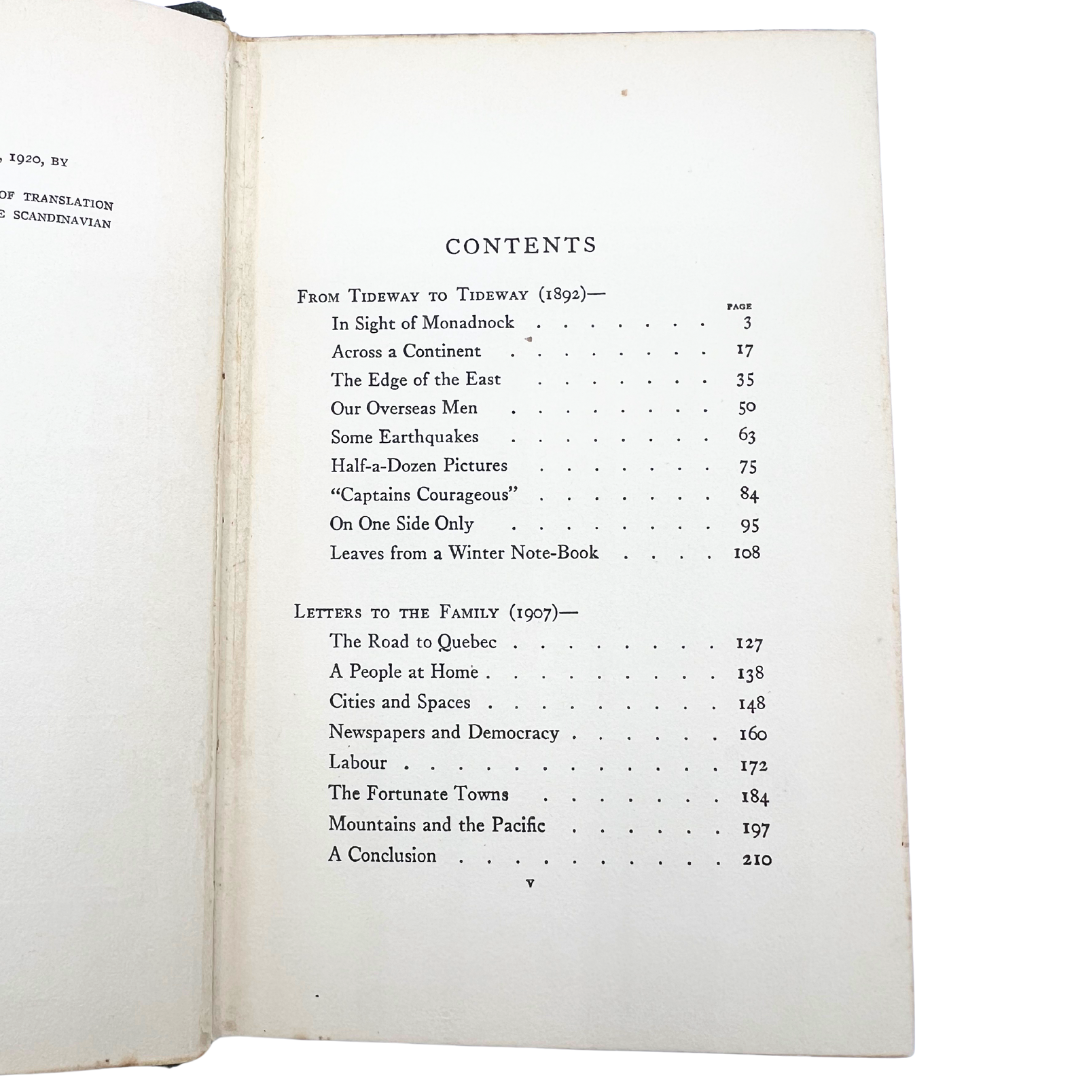 , 1920, BY
OF TRANSLATION
E SCANDINAVIAN
CONTENTS
FROM TIDEWAY TO TIDEWAY (1892)—
PAGE
In Sight of Monadnock . . . . . . . 3
Across a Continent . . . . . . . . 17
The Edge of the East . . . . . . . 35
Our Overseas Men . . . . . . . . 50
Some Earthquakes . . . . . . . . 63
Half-a-Dozen Pictures . . . . . . . 75
“Captains Courageous” . . . . . . . 84
On One Side Only . . . . . . . . 95
Leaves from a Winter Note-Book . . . . 108
LETTERS TO THE FAMILY (1907)—
The Road to Quebec . . . . . . . . 127
A People at Home . . . . . . . . . 138
Cities and Spaces . . . . . . . . . 148
Newspapers and Democracy . . . . . . 160
Labour . . . . . . . . . . . . 172
The Fortunate Towns . . . . . . . 184
Mountains and the Pacific . . . . . . 197
A Conclusion . . . . . . . . . . 210
v